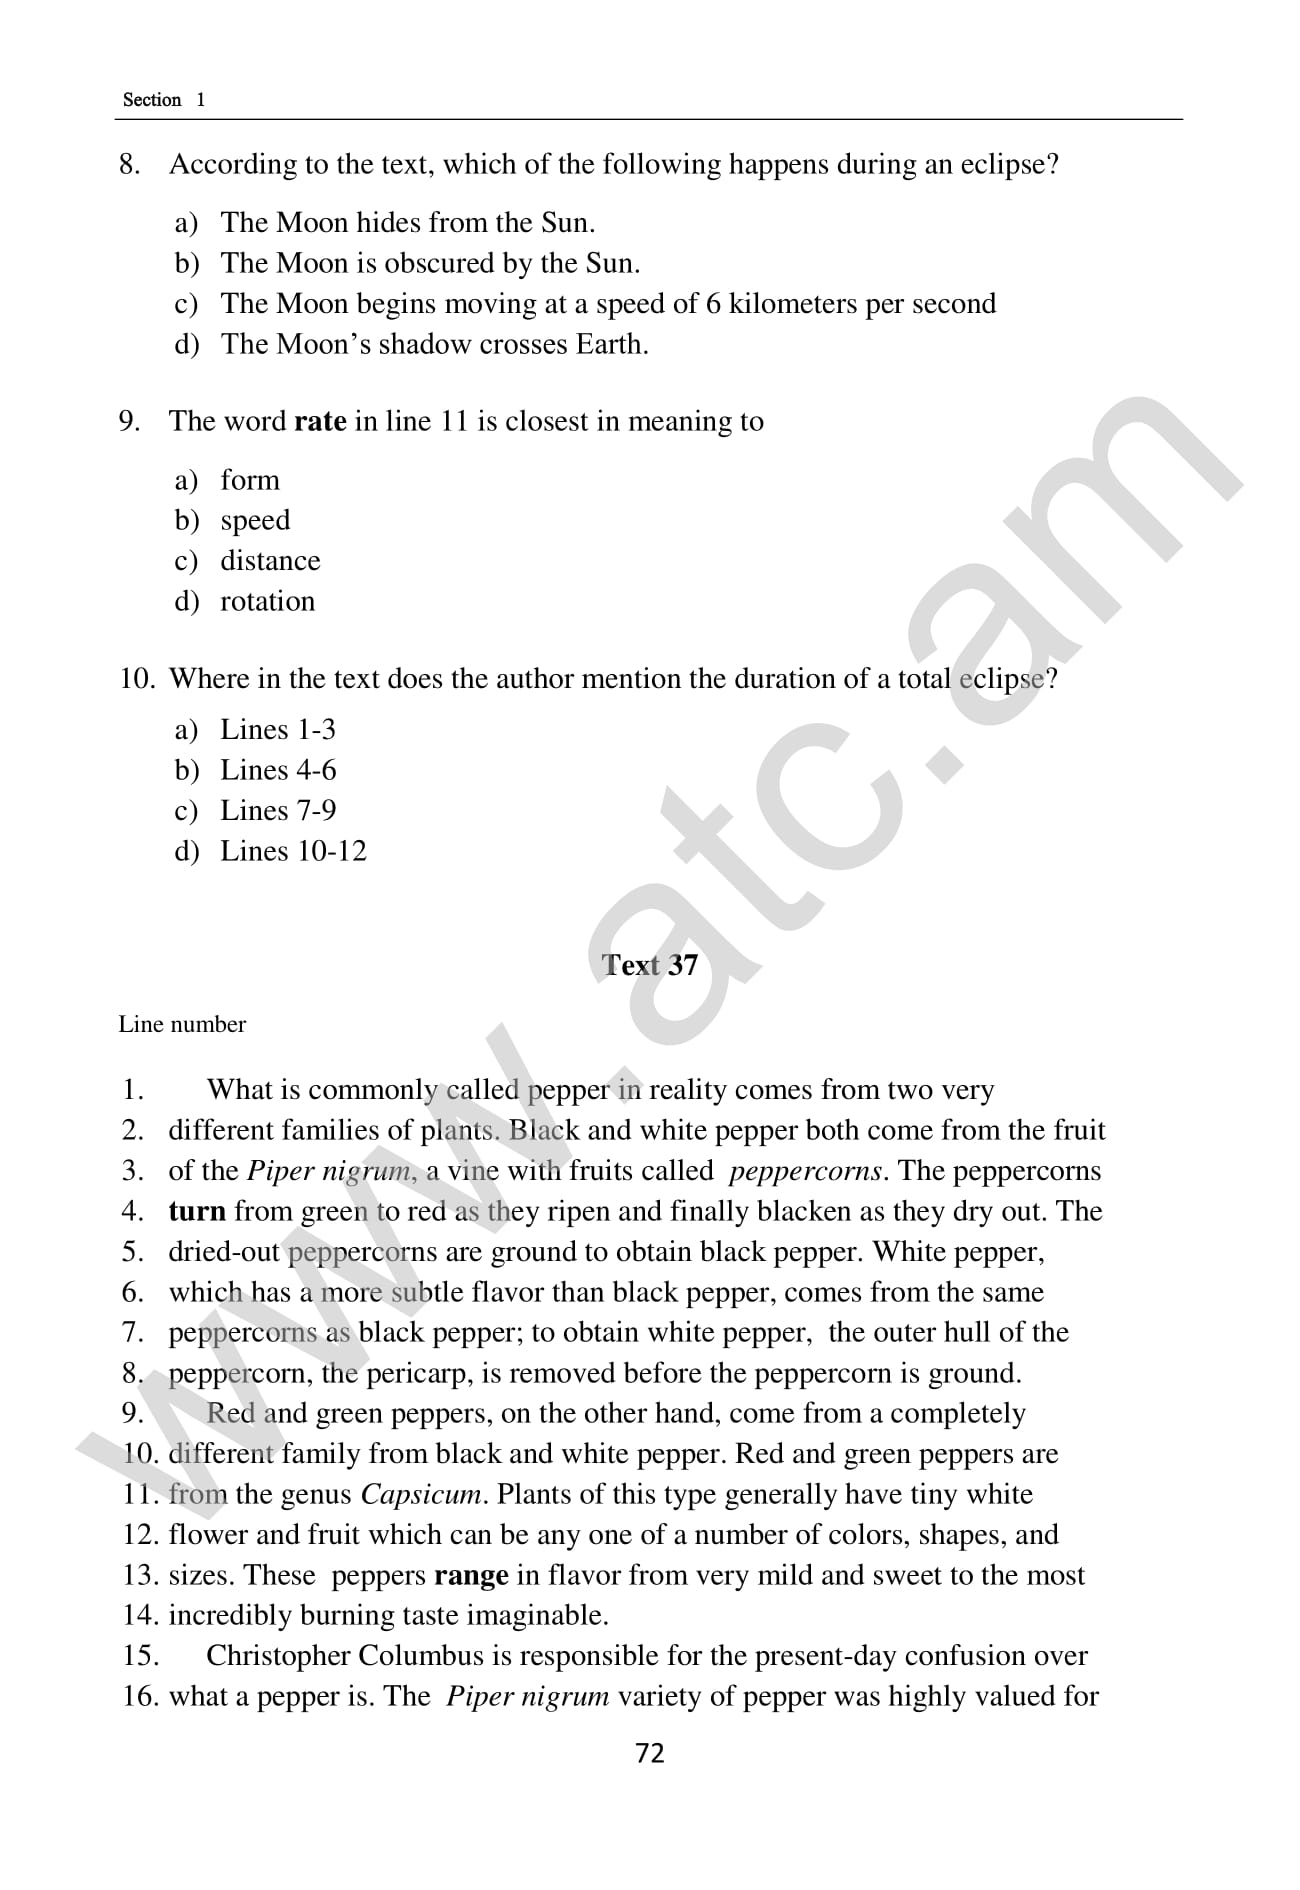 Section 1
8. According to the text, which of the following happens during an eclipse?
a) The Moon hides from the Sun.
b) The Moon is obscured by the Sun.
c) The Moon begins moving at a speed of 6 kilometers per second
d) The Moon's shadow crosses Earth.
9. The word rate in line 11 is closest in meaning to
a) form
b) speed
c) distance
d) rotation
10. Where in the text does the author mention the duration of a total eclipse?
a) Lines 1-3
b) Lines 4-6
c) Lines 7-9
d) Lines 10-12
Text 37
Line number
1. What is commonly called pepper in reality comes from two very
2. different families of plants. Black and white pepper both come from the fruit
3. of the Piper nigrum, a vine with fruits called peppercorns. The peppercorns
4. turn from green to red as they ripen and finally blacken as they dry out. The
5. dried-out peppercorns are ground to obtain black pepper. White pepper,
6. which has a more subtle flavor than black pepper, comes from the same
7. peppercorns as black pepper; to obtain white pepper, the outer hull of the
8. peppercorn, the pericarp, is removed before the peppercorn is ground.
9. Red and green peppers, on the other hand, come from a completely
10. different family from black and white pepper. Red and green peppers are
11. from the genus Capsicum. Plants of this type generally have tiny white
12. flower and fruit which can be any one of a number of colors, shapes, and
13. sizes. These peppers range in flavor from very mild and sweet to the most
14. incredibly burning taste imaginable.
15. Christopher Columbus is responsible for the present-day confusion over
16. what a pepper is. The Piper nigrum variety of pepper was highly valued for
72
www.atc.am